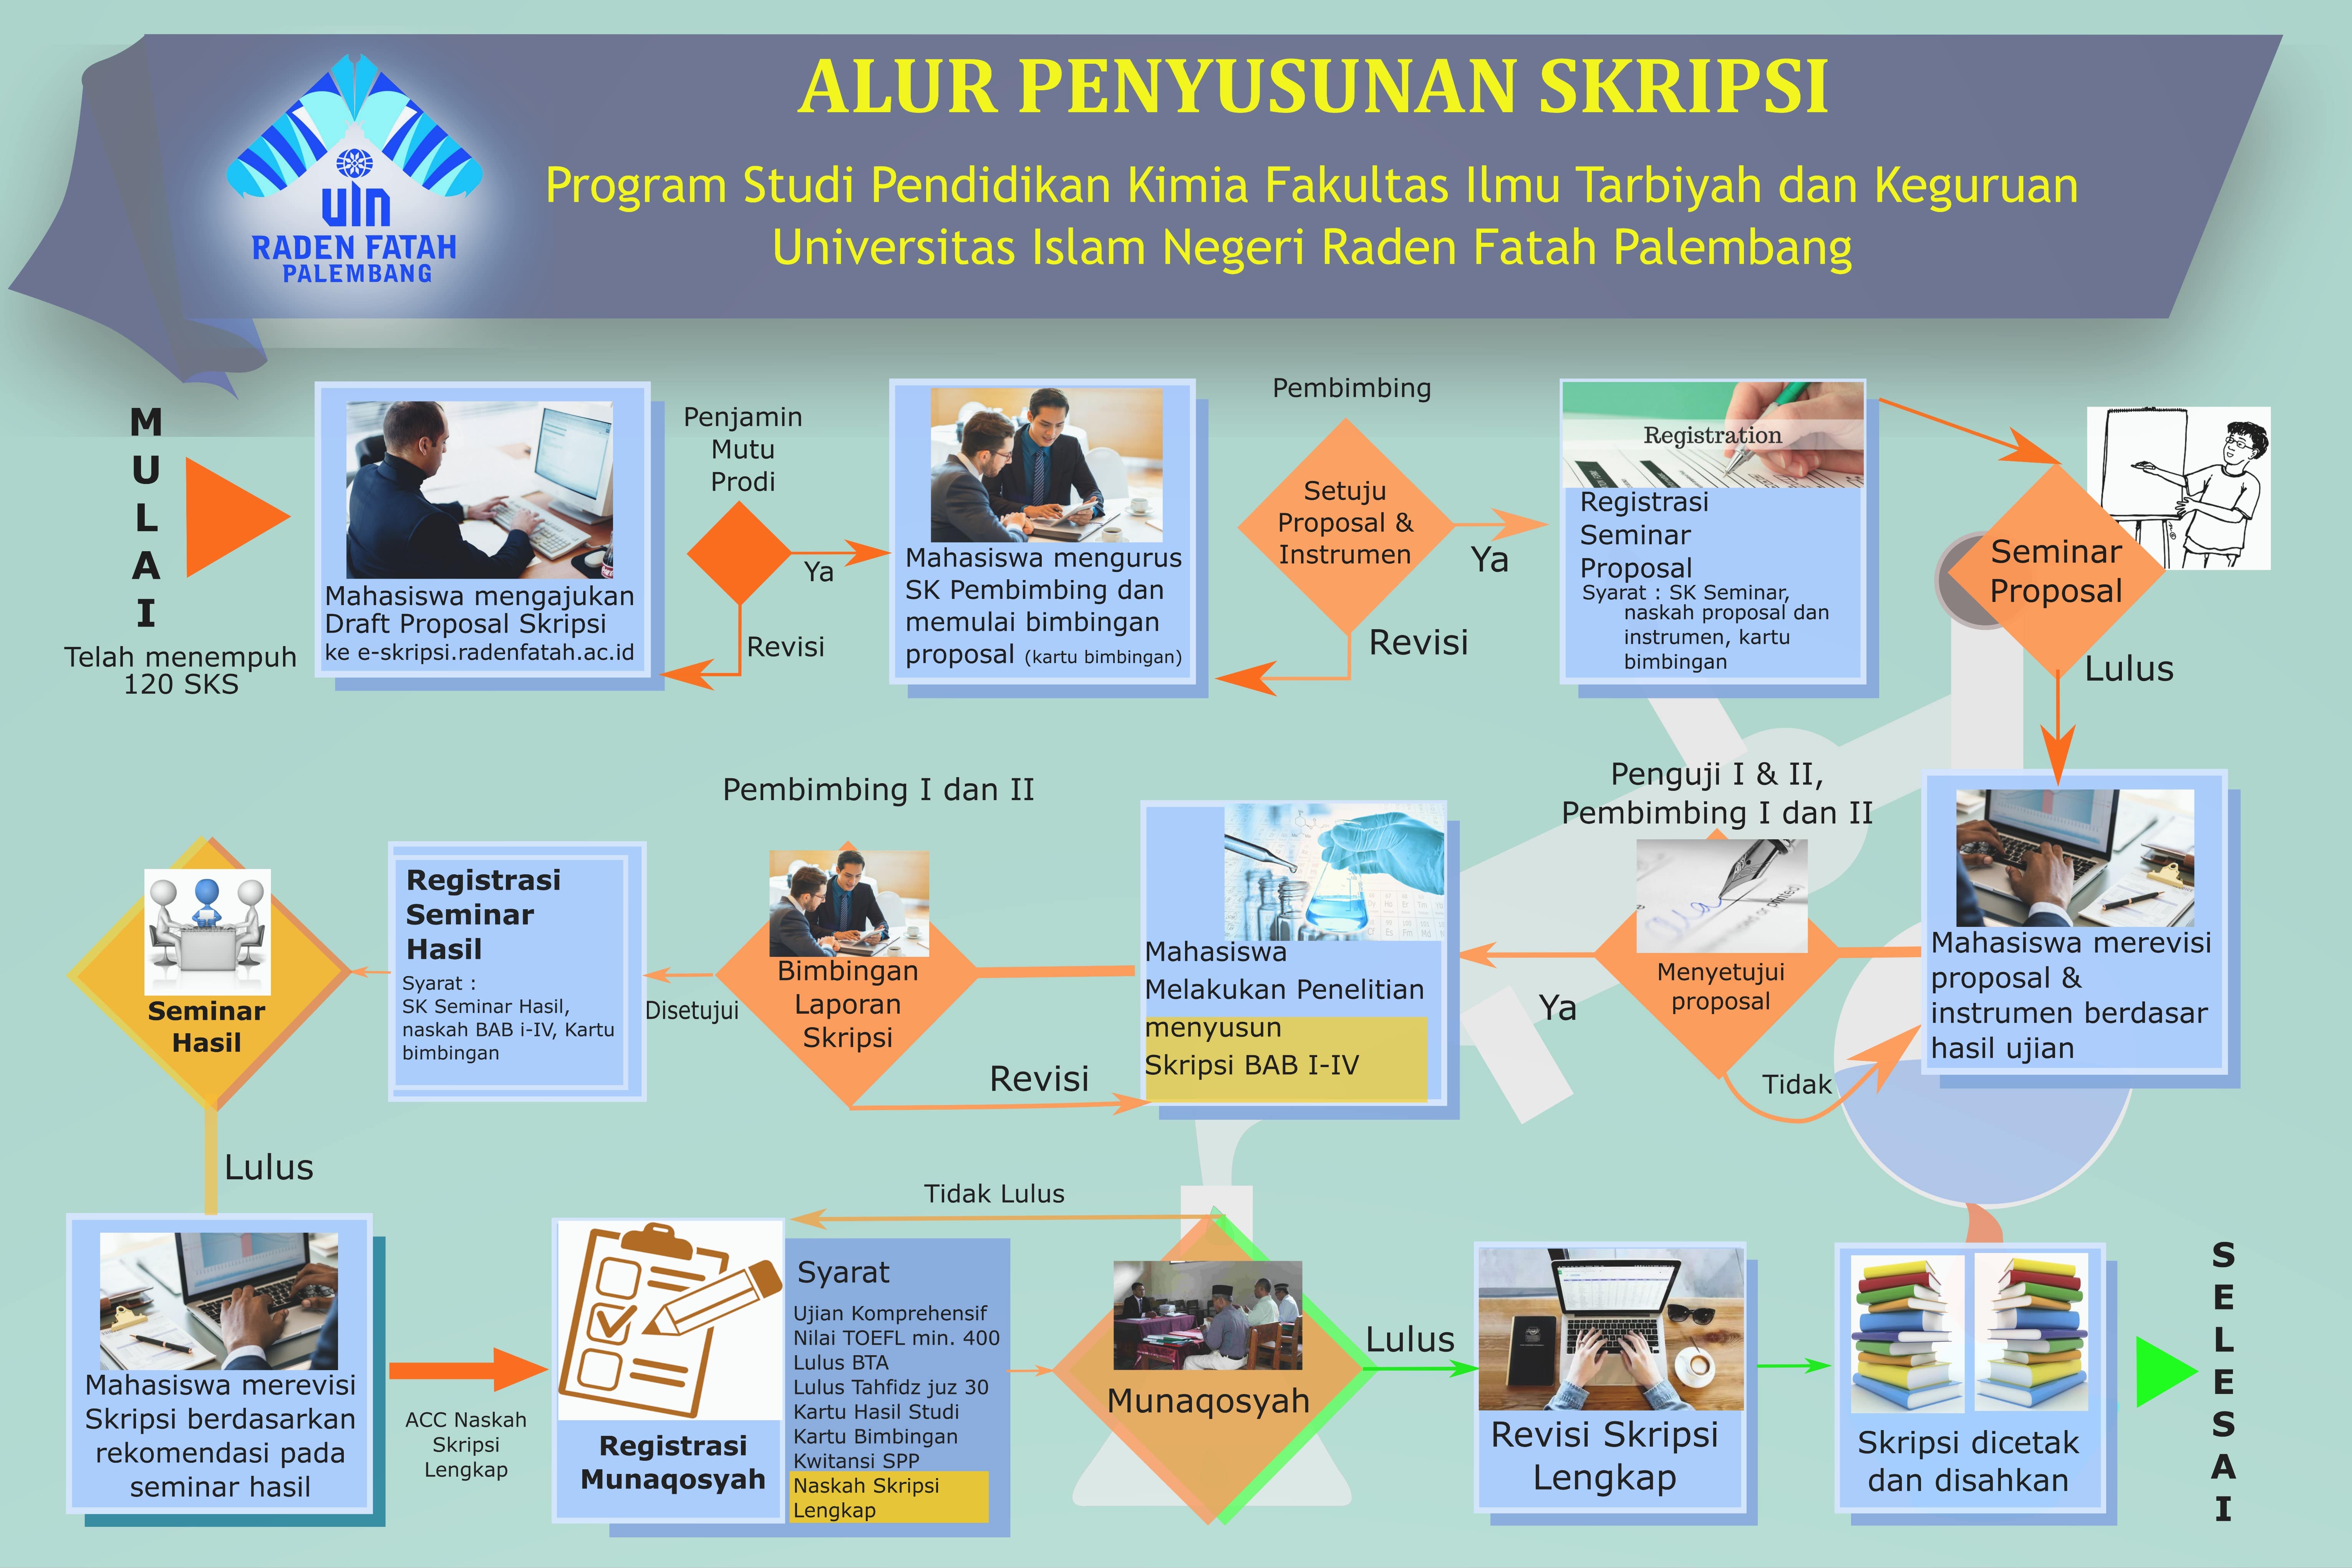 ALUR PENYUSUNAN SKRIPSI
Program Studi Pendidikan Kimia Fakultas Ilmu Tarbiyah dan Keguruan
Universitas Islam Negeri Raden Fatah Palembang
UIN
RADEN FATAH
PALEMBANG
MULAI
Telah menempuh
120 SKS
Mahasiswa mengajukan
Draft Proposal Skripsi
ke e-skripsi.radenfatah.ac.id
Penjamin
Mutu
Prodi
Ya
Revisi
Mahasiswa mengurus
SK Pembimbing dan
memulai bimbingan
proposal (kartu bimbingan)
Pembimbing
Setuju
Proposal &
Instrumen
Ya
Revisi
Registration
Registrasi
Seminar
Proposal
Syarat : SK Seminar,
naskah proposal dan
instrumen, kartu
bimbingan
Seminar
Proposal
Lulus
Mahasiswa merevisi
proposal &
instrumen berdasar
hasil ujian
Penguji I & II,
Pembimbing I dan II
Menyetujui
proposal
Tidak
Ya
Mahasiswa
Melakukan Penelitian
menyusun
Skripsi BAB I-IV
Pembimbing I dan II
Bimbingan
Laporan
Skripsi
Revisi
Disetujui
Registrasi
Seminar
Hasil
Syarat :
SK Seminar Hasil,
naskah BAB i-IV, Kartu
bimbingan
Seminar
Hasil
Lulus
Mahasiswa merevisi
Skripsi berdasarkan
rekomendasi pada
seminar hasil
ACC Naskah
Skripsi
Lengkap
Registrasi
Munaqosyah
Syarat
Ujian Komprehensif
Nilai TOEFL min. 400
Lulus BTA
Lulus Tahfidz juz 30
Kartu Hasil Studi
Kartu Bimbingan
Kwitansi SPP
Naskah Skripsi
Lengkap
Tidak Lulus
Munaqosyah
Lulus
Revisi Skripsi
Lengkap
Skripsi dicetak
dan disahkan
SELESAI